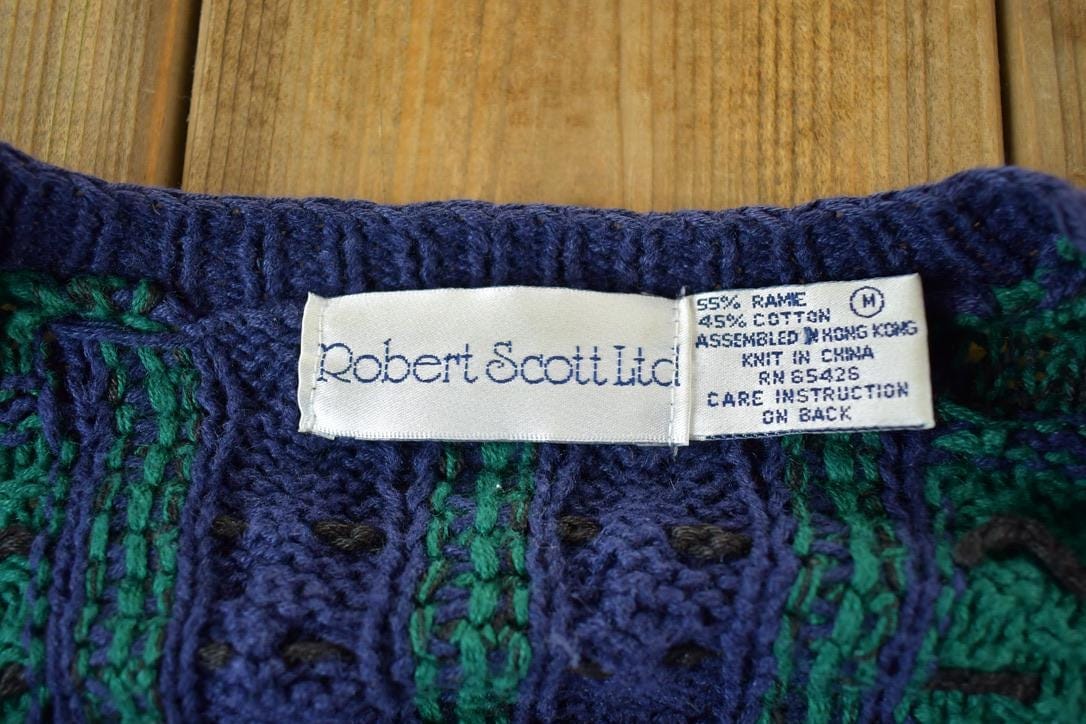 Robert Scott Ltd
55% RAMIE M
45% COTTON
ASSEMBLED IN HONG KONG
KNIT IN CHINA
RN 65426
CARE INSTRUCTION
ON BACK